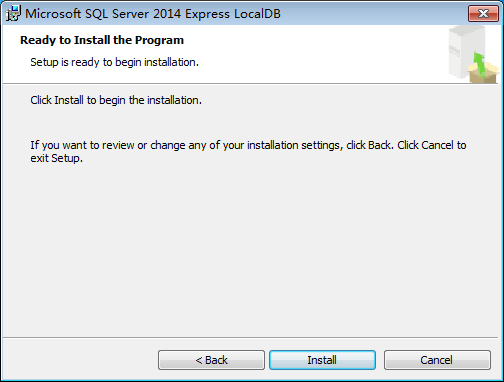 Microsoft SQL Server 2014 Express LocalDB
Ready to Install the Program
Setup is ready to begin installation.
Click Install to begin the installation.
If you want to review or change any of your installation settings, click Back. Click Cancel to
exit Setup.
< Back
Install
Cancel